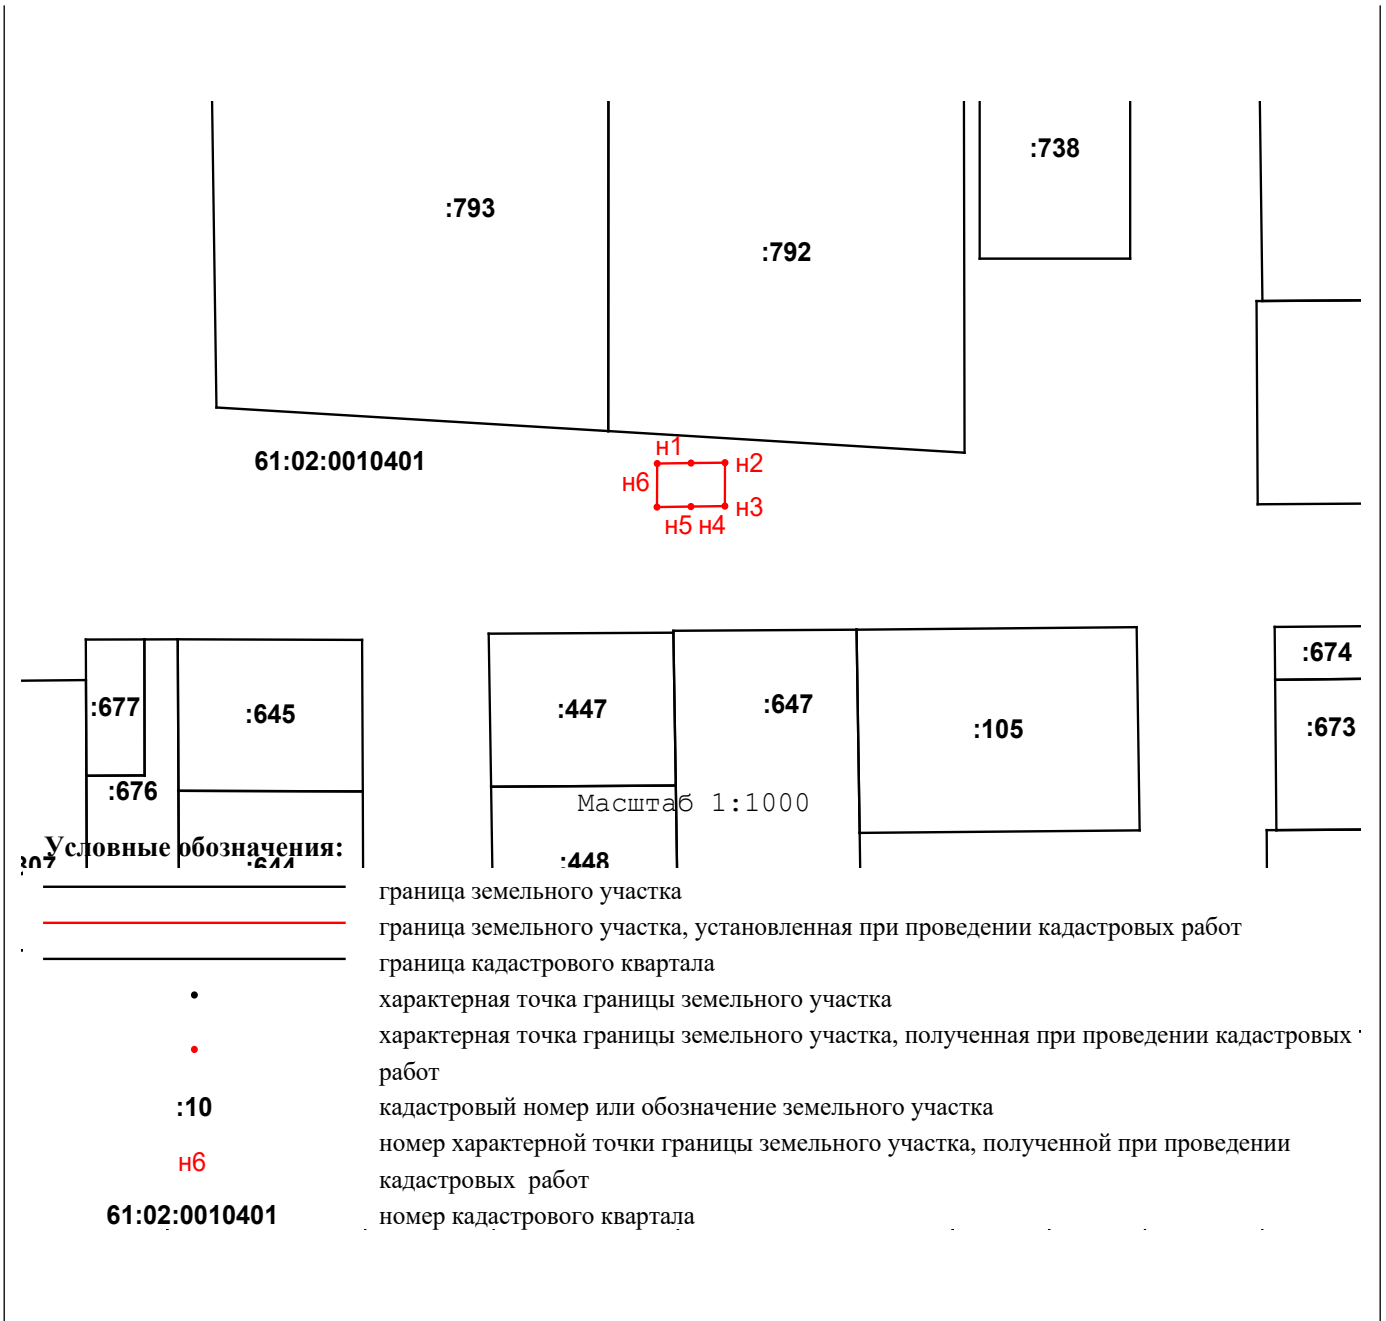 :738
:793
:792
н1
61:02:0010401
н2
н6
н3
н5 н4
:674
:677
:645
:447
:647
:105
:673
:676
Масштаб 1:1000
Условные обозначения:
:644
:448
граница земельного участка
граница земельного участка, установленная при проведении кадастровых работ
граница кадастрового квартала
характерная точка границы земельного участка
характерная точка границы земельного участка, полученная при проведении кадастровых
работ
:10 кадастровый номер или обозначение земельного участка
номер характерной точки границы земельного участка, полученной при проведении
н6
кадастровых работ
61:02:0010401 номер кадастрового квартала